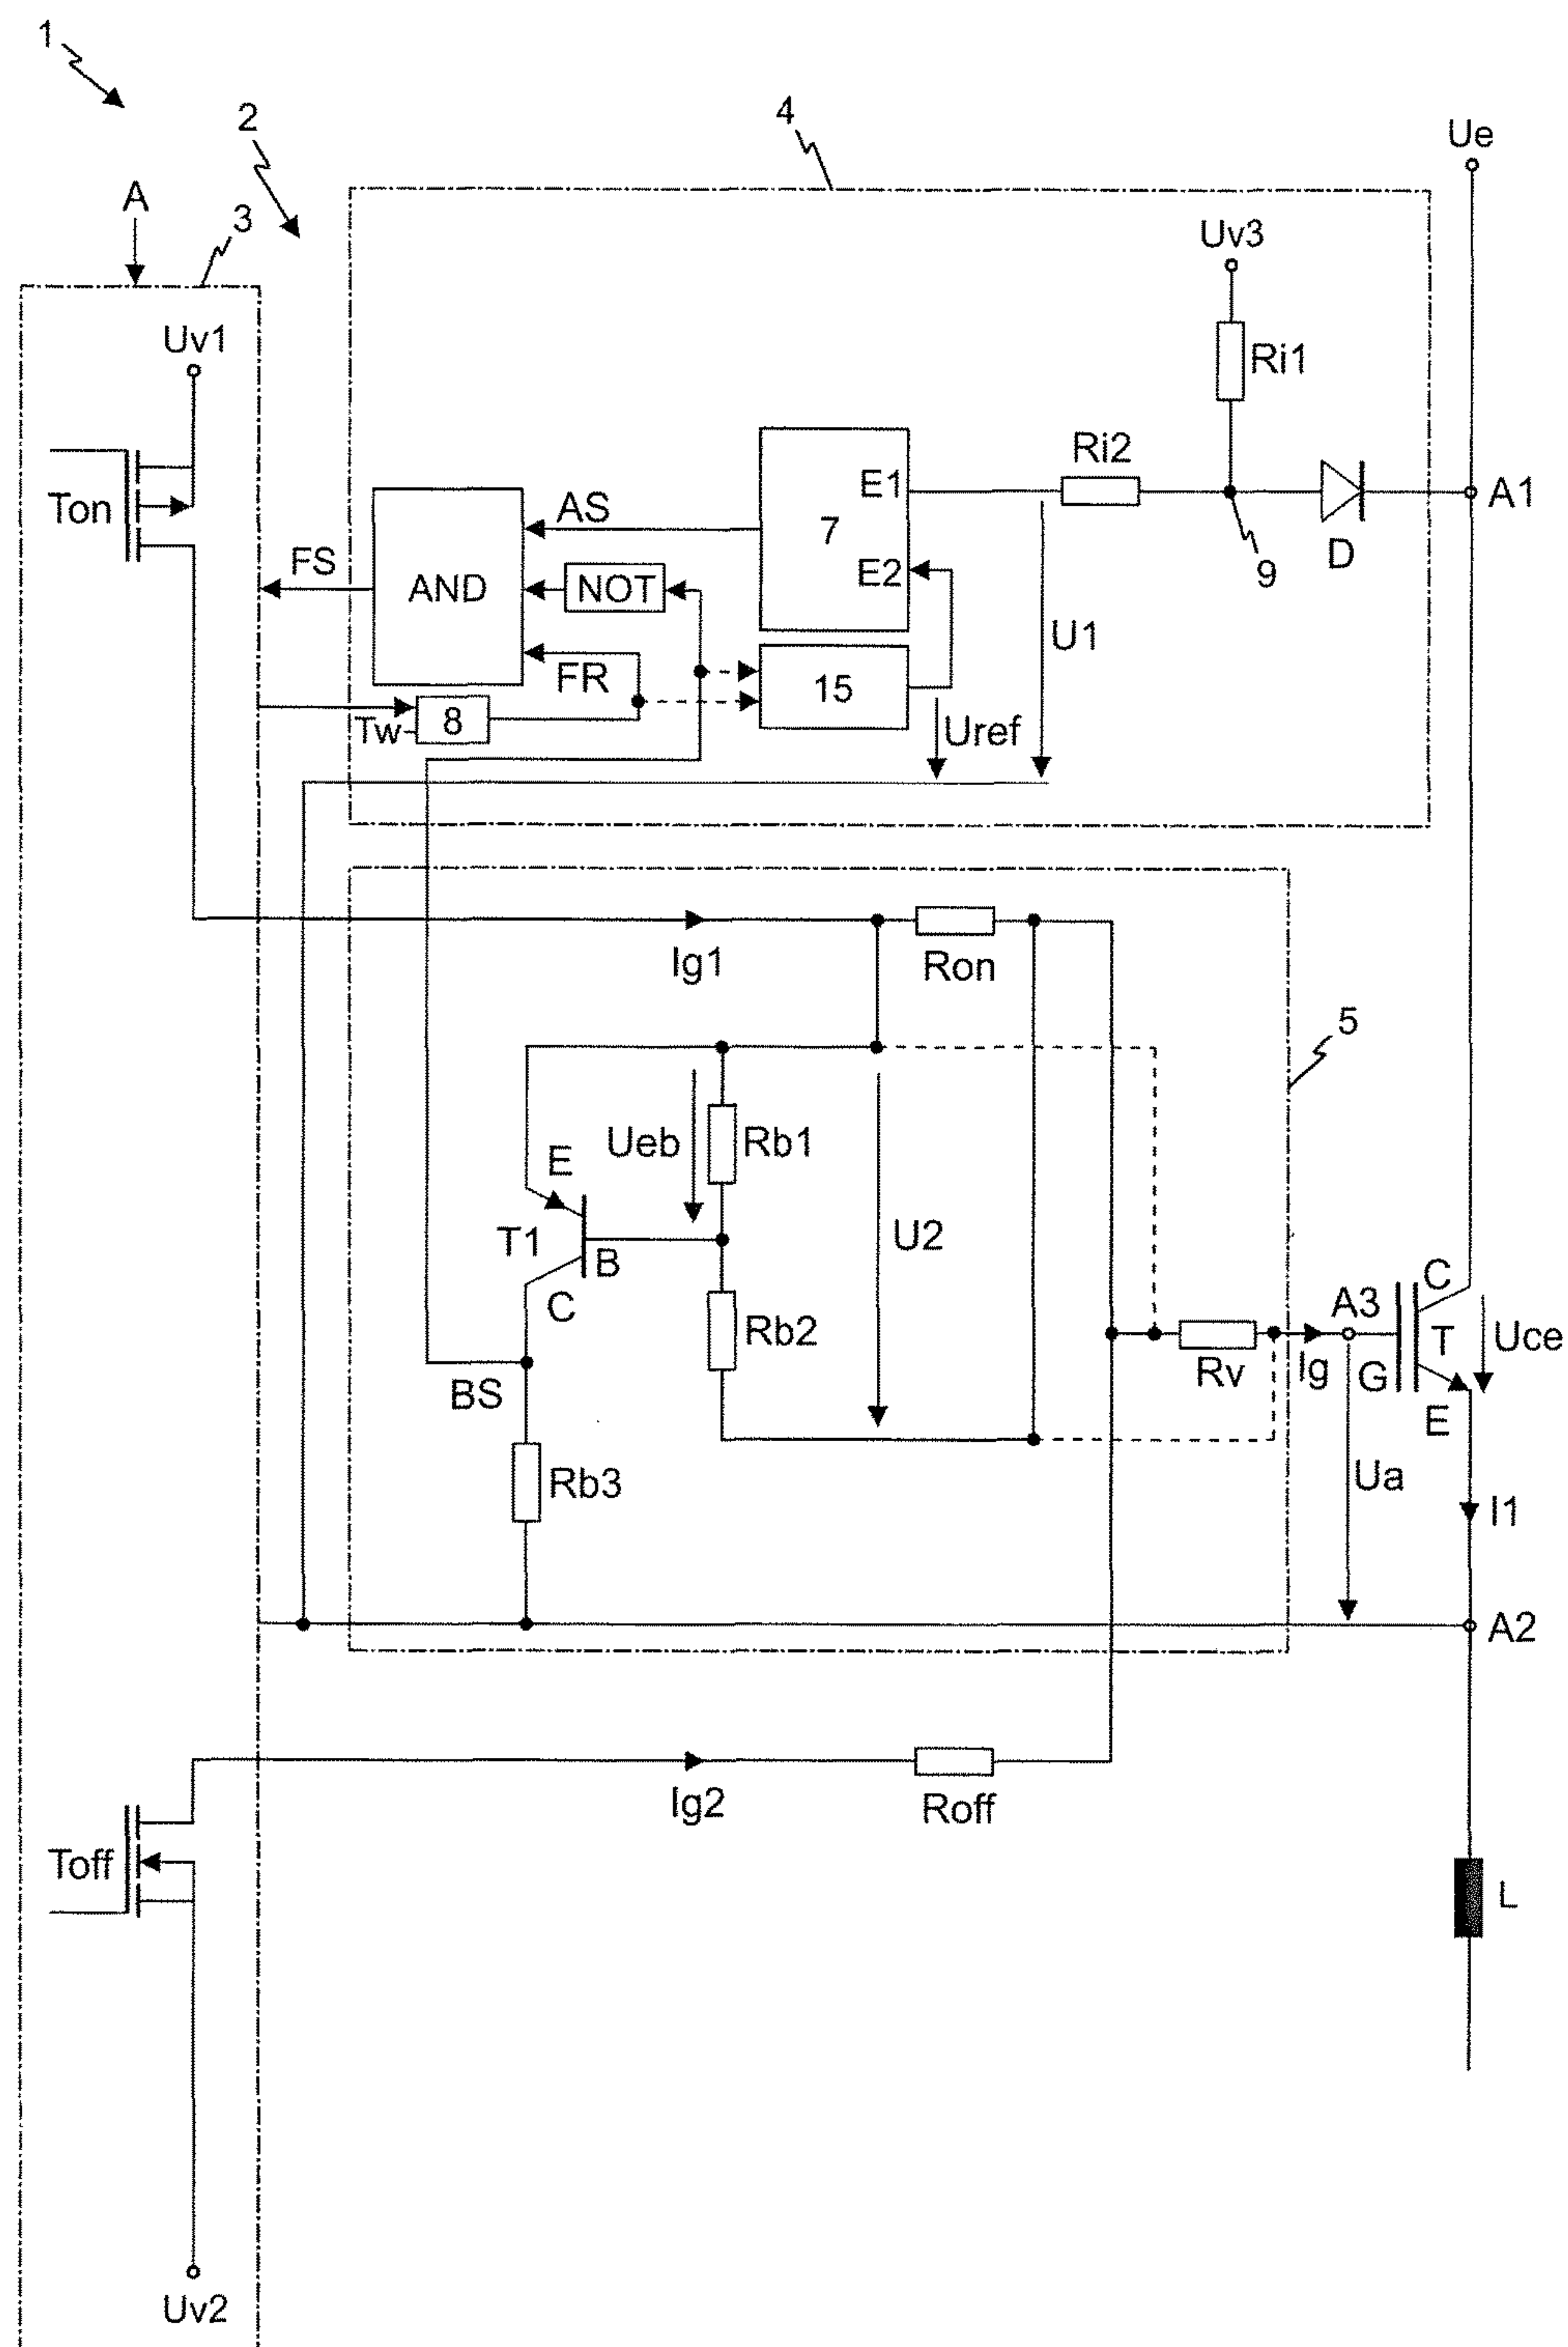 1
2
4
Ue
A
3
Uv3
Uv1
Ri1
Ri2
E1
A1
AS
7
Ton
FS
D
AND
NOT
E2
9
U1
FR
15
Tw
8
Uref
Ig1
Ron
5
Ueb
Rb1
E
T1
U2
B
C
A3
C
Rb2
T
Uce
Rv
Ig
G
BS
E
Ua
Rb3
I1
A2
Ig2
Roff
Toff
L
Uv2